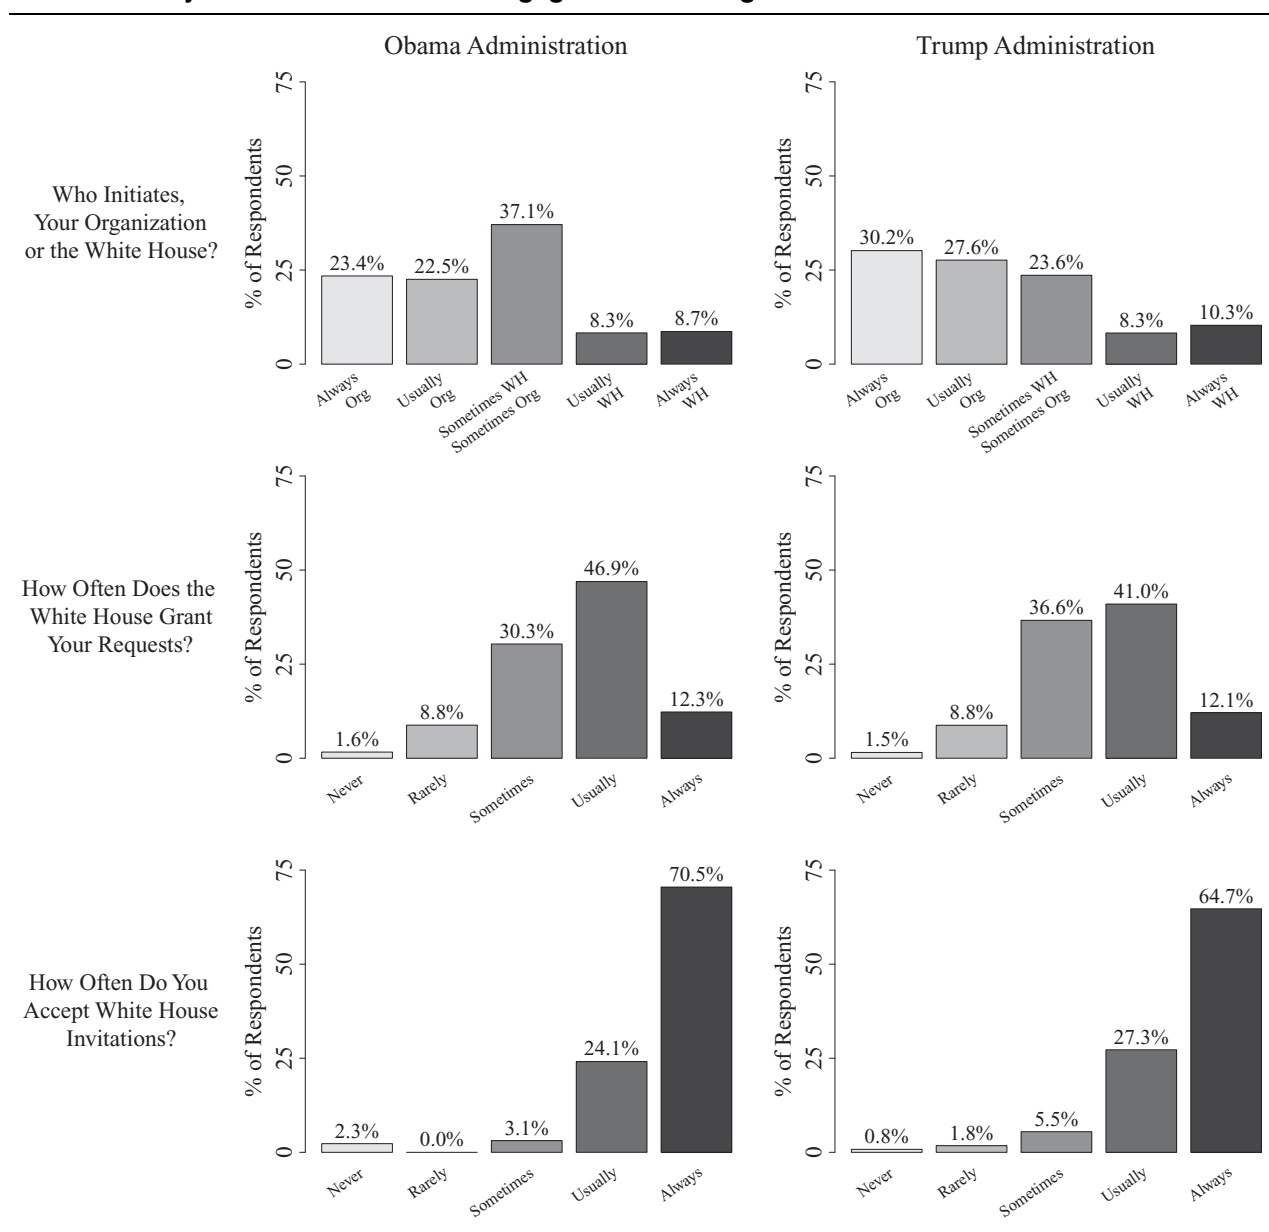 Obama Administration
Trump Administration
Who Initiates,
Your Organization
or the White House?
% of Respondents
75
50
25
0
23.4%
22.5%
37.1%
8.3%
8.7%
Always
Org
Usually
Org
Sometimes WH
Sometimes Org
Usually
WH
Always
WH
% of Respondents
75
50
25
0
30.2%
27.6%
23.6%
8.3%
10.3%
Always
Org
Usually
Org
Sometimes WH
Sometimes Org
Usually
WH
Always
WH
How Often Does the
White House Grant
Your Requests?
% of Respondents
75
50
25
0
1.6%
8.8%
30.3%
46.9%
12.3%
Never
Rarely
Sometimes
Usually
Always
% of Respondents
75
50
25
0
1.5%
8.8%
36.6%
41.0%
12.1%
Never
Rarely
Sometimes
Usually
Always
How Often Do You
Accept White House
Invitations?
% of Respondents
75
50
25
0
2.3%
0.0%
3.1%
24.1%
70.5%
Never
Rarely
Sometimes
Usually
Always
% of Respondents
75
50
25
0
0.8%
1.8%
5.5%
27.3%
64.7%
Never
Rarely
Sometimes
Usually
Always